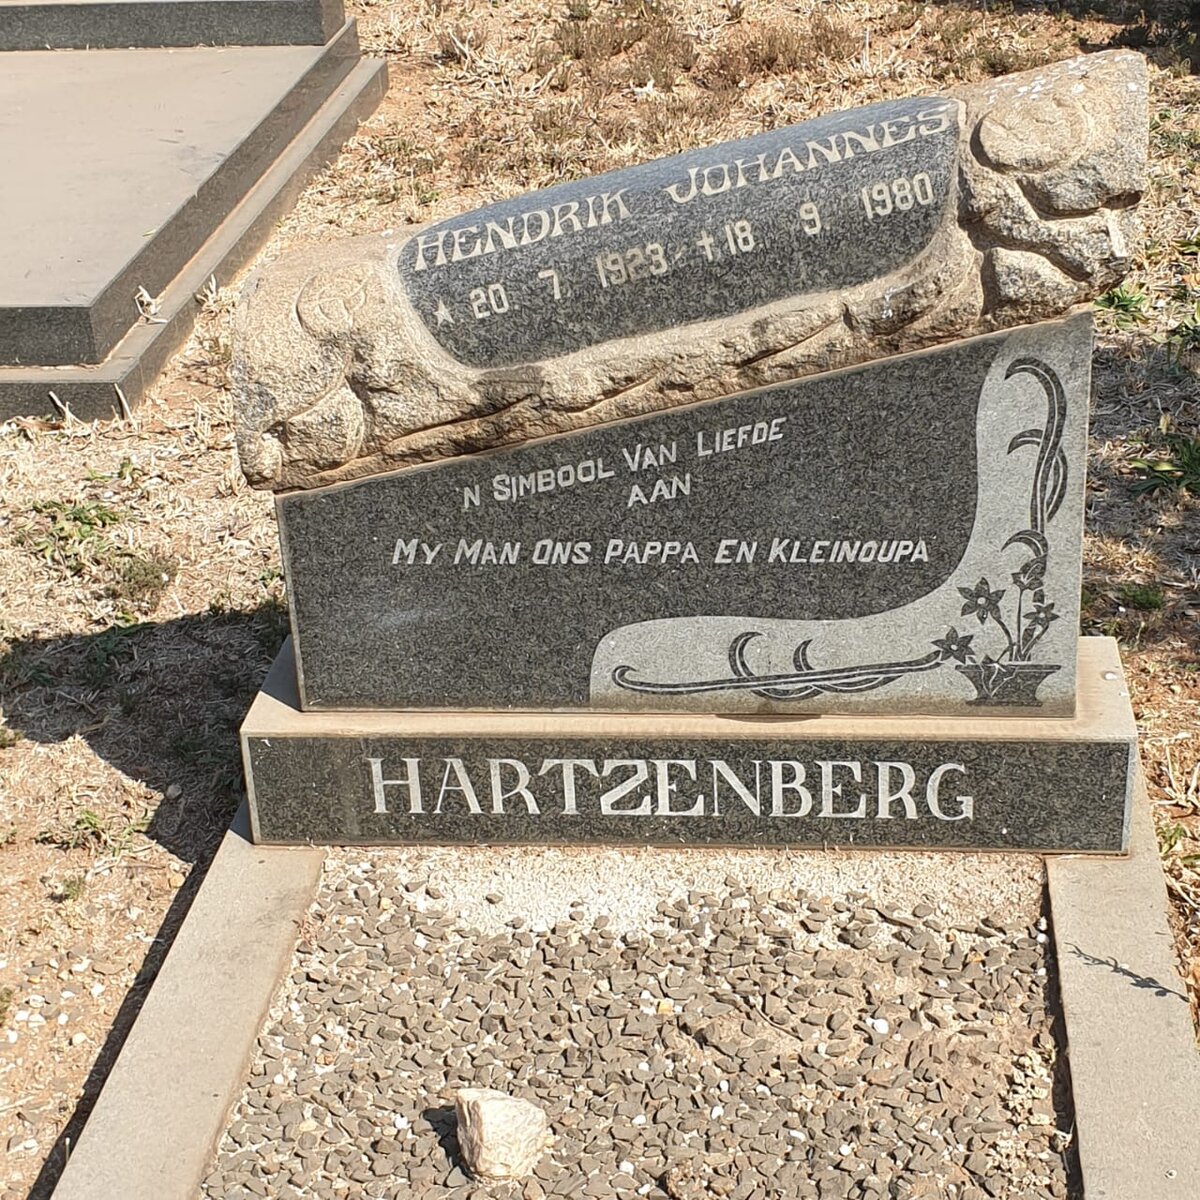 HENDRIK JOHANNES
★ 20 7. 1923 - † 18 9. 1980
'N SIMBOOL VAN LIEFDE
AAN
MY MAN ONS PAPPA EN KLEINOUPA
HARTZENBERG